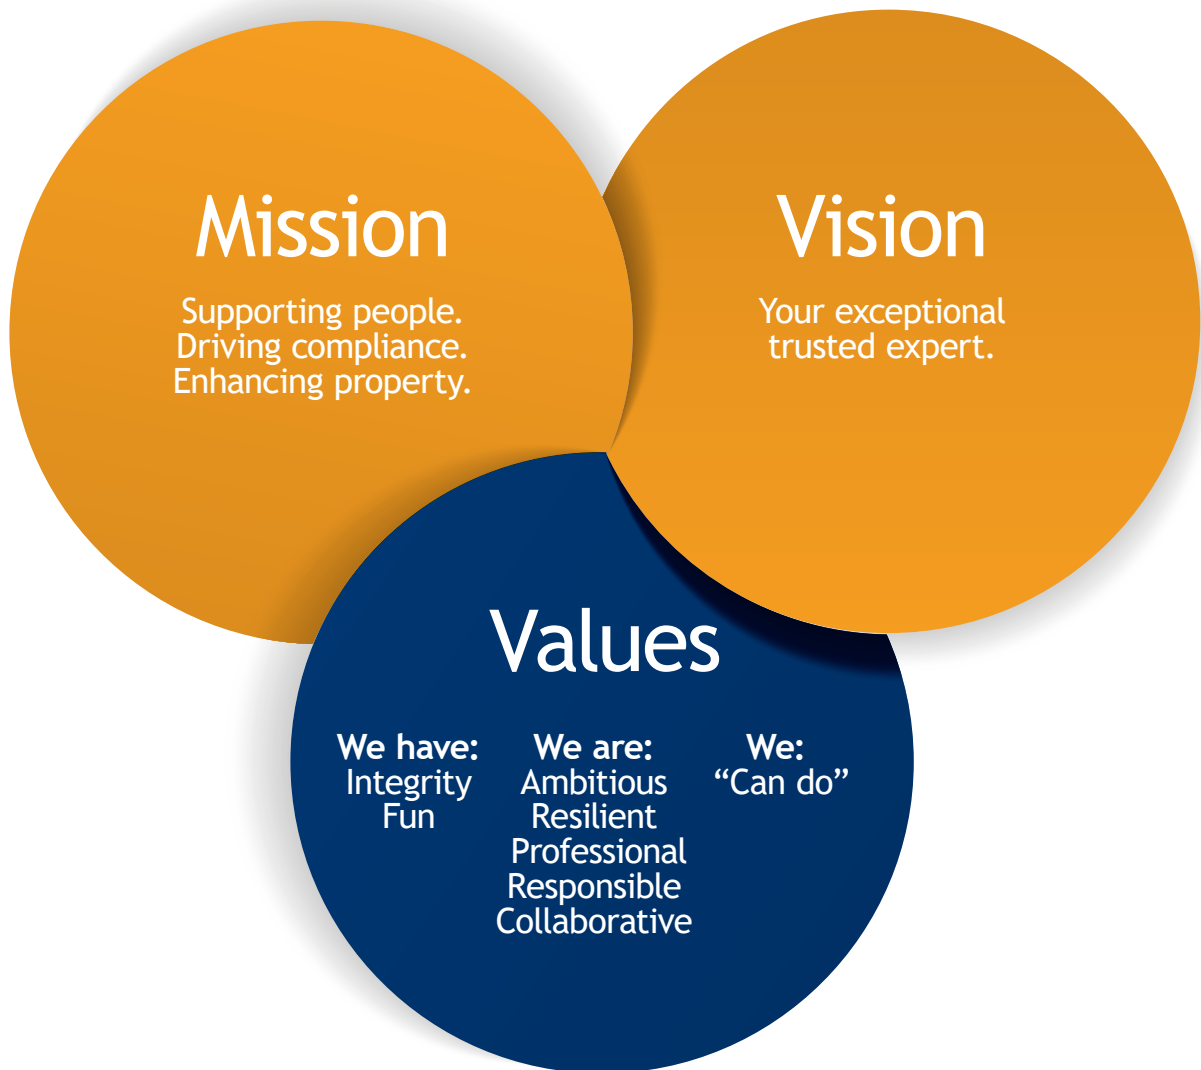 Mission
Supporting people.
Driving compliance.
Enhancing property.
Vision
Your exceptional
trusted expert.
Values
We have:
Integrity
Fun
We are:
Ambitious
Resilient
Professional
Responsible
Collaborative
We:
“Can do”